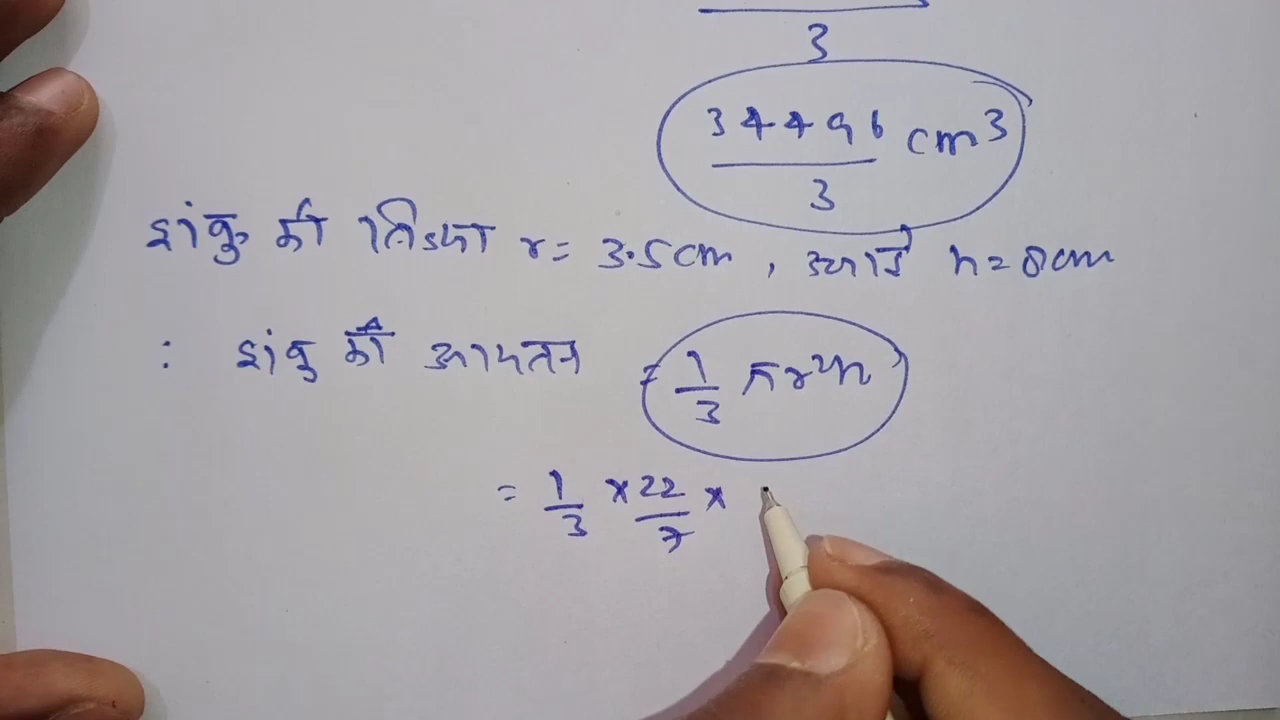 3
34496 cm³
3
शंकु की त्रिज्या r = 3.5cm, h = 8cm
: शंकु की आयतन = 1/3 πr²h
= 1/3 × 22/7 ×